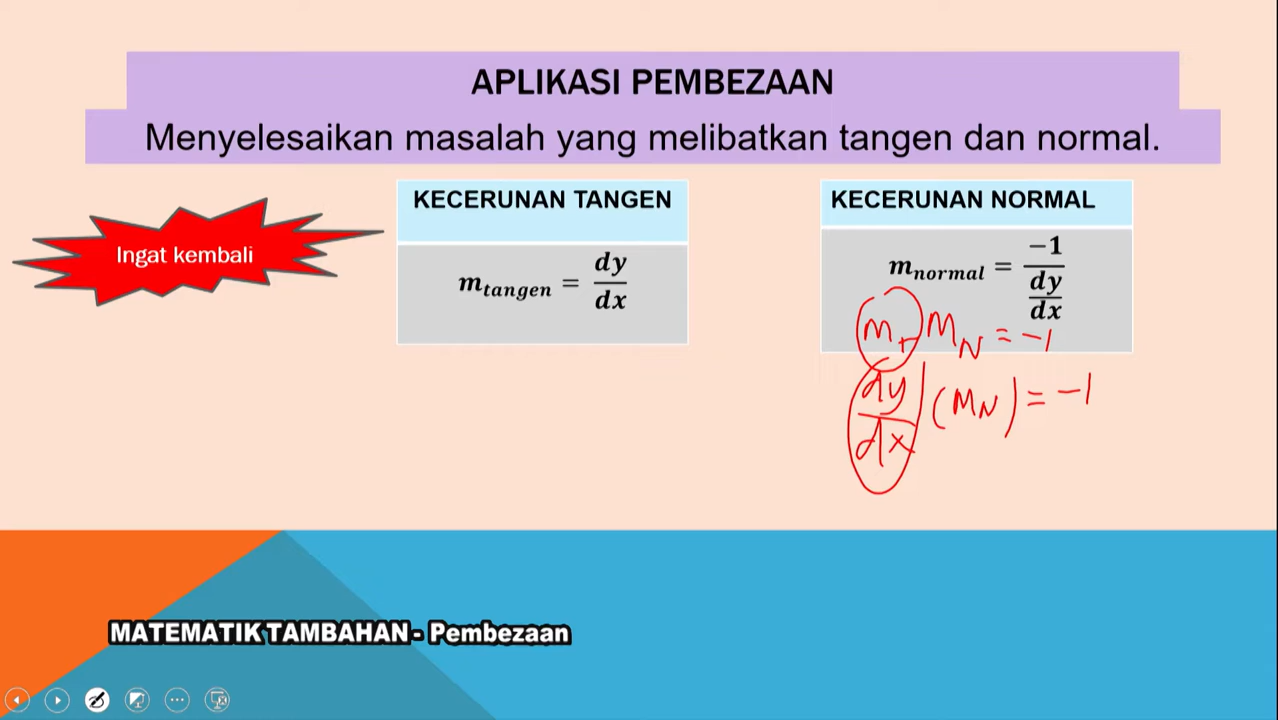 APLIKASI PEMBEZAAN
Menyelesaikan masalah yang melibatkan tangen dan normal.
Ingat kembali
KECERUNAN TANGEN
m_tangen = dy/dx
KECERUNAN NORMAL
m_normal = -1/(dy/dx)
m_T m_N = -1
dy/dx (m_N) = -1
MATEMATIK TAMBAHAN - Pembezaan